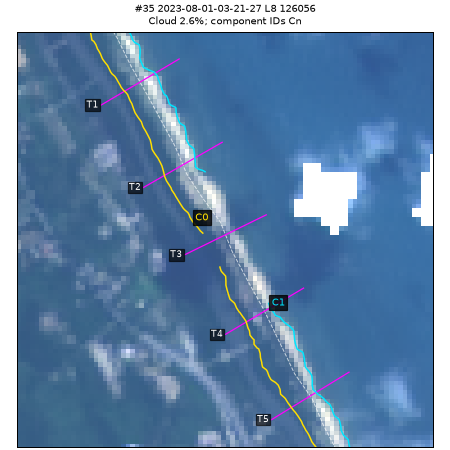 #35 2023-08-01-03-21-27 L8 126056
Cloud 2.6%; component IDs Cn
T1
T2
C0
T3
C1
T4
T5